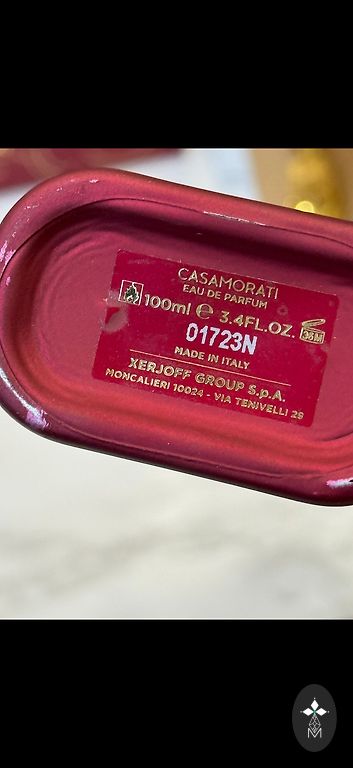 CASAMORATI
EAU DE PARFUM
100ml ℮ 3.4FL.OZ. 36M
01723N
MADE IN ITALY
XERJOFF GROUP S.p.A.
MONCALIERI 10024 - VIA TENIVELLI 29
M